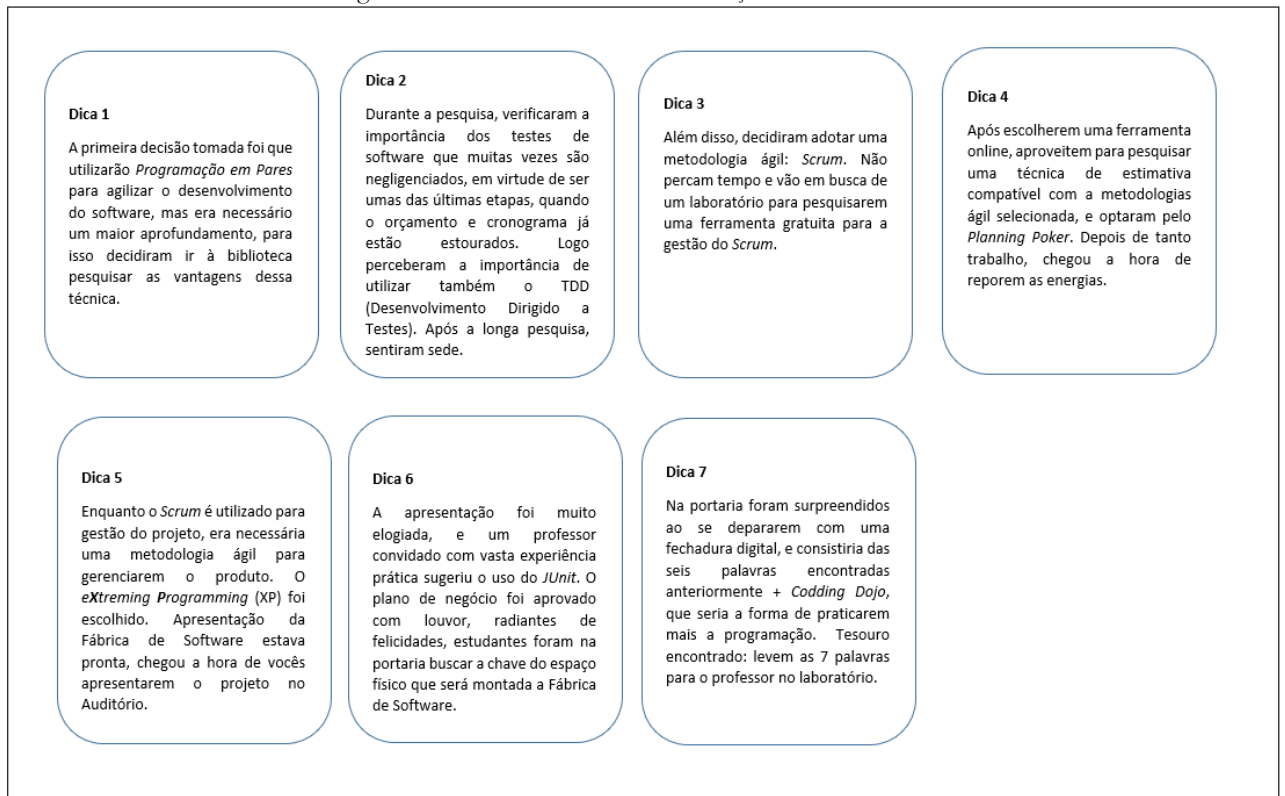 Dica 1
A primeira decisão tomada foi que
utilizarão Programação em Pares
para agilizar o desenvolvimento
do software, mas era necessário
um maior aprofundamento, para
isso decidiram ir à biblioteca
pesquisar as vantagens dessa
técnica.
Dica 2
Durante a pesquisa, verificaram a
importância dos testes de
software que muitas vezes são
negligenciados, em virtude de ser
umas das últimas etapas, quando
o orçamento e cronograma já
estão estourados. Logo
perceberam a importância de
utilizar também o TDD
(Desenvolvimento Dirigido a
Testes). Após a longa pesquisa,
sentiram sede.
Dica 3
Além disso, decidiram adotar uma
metodologia ágil: Scrum. Não
percam tempo e vão em busca de
um laboratório para pesquisarem
uma ferramenta gratuita para a
gestão do Scrum.
Dica 4
Após escolherem uma ferramenta
online, aproveitem para pesquisar
uma técnica de estimativa
compatível com a metodologias
ágil selecionada, e optaram pelo
Planning Poker. Depois de tanto
trabalho, chegou a hora de
reporem as energias.
Dica 5
Enquanto o Scrum é utilizado para
gestão do projeto, era necessária
uma metodologia ágil para
gerenciarem o produto. O
eXtreming Programming (XP) foi
escolhido. Apresentação da
Fábrica de Software estava
pronta, chegou a hora de vocês
apresentarem o projeto no
Auditório.
Dica 6
A apresentação foi muito
elogiada, e um professor
convidado com vasta experiência
prática sugeriu o uso do JUnit. O
plano de negócio foi aprovado
com louvor, radiantes de
felicidades, estudantes foram na
portaria buscar a chave do espaço
físico que será montada a Fábrica
de Software.
Dica 7
Na portaria foram surpreendidos
ao se depararem com uma
fechadura digital, e consistiria das
seis palavras encontradas
anteriormente + Codding Dojo,
que seria a forma de praticarem
mais a programação. Tesouro
encontrado: levem as 7 palavras
para o professor no laboratório.